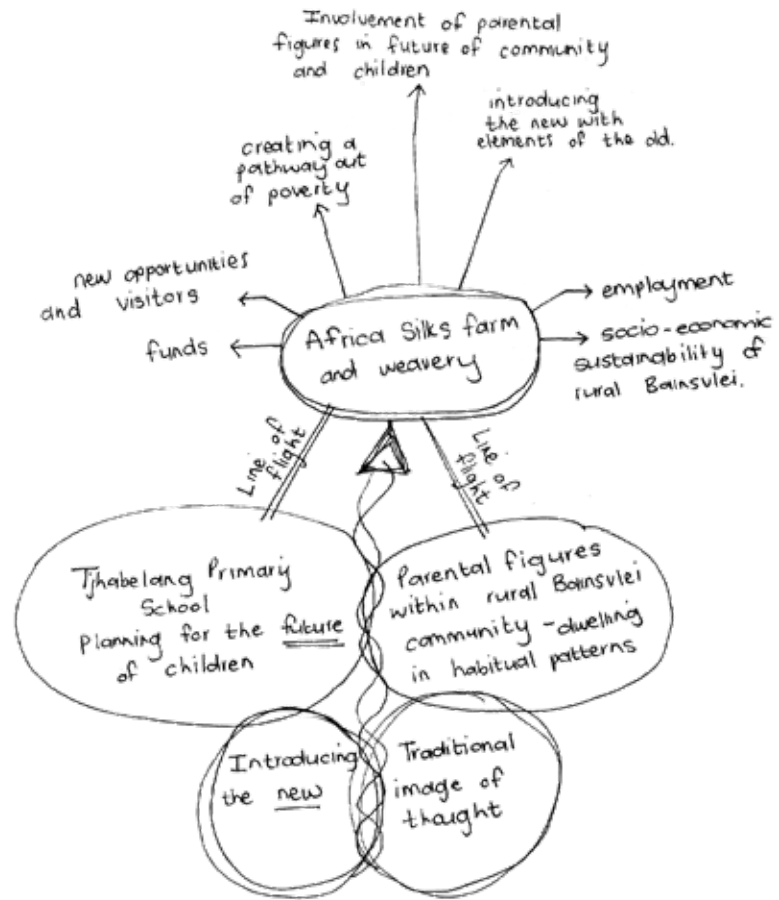 Involvement of parental
figures in future of community
and children
introducing
the new with
elements of the old.
creating a
pathway out
of poverty
new opportunities
and visitors
funds
employment
socio-economic
sustainability of
rural Bainsvlei.
Africa Silks farm
and weavery
Line of
flight
Line of
flight
Tjhabelang Primary
School
planning for the future
of children
Parental figures
within rural Bainsvlei
community - dwelling
in habitual patterns
Introducing
the new
Traditional
image of
thought